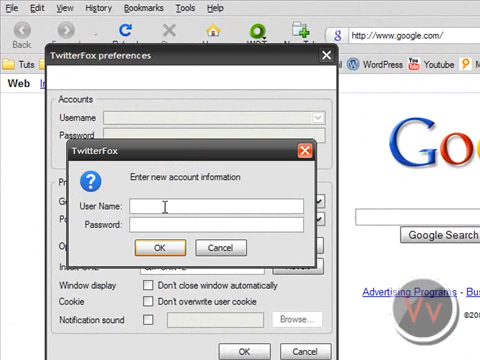 Edit View History Bookmarks Tools Help
Back
http://www.google.com/
Tuts
WordPress YouTube
TwitterFox preferences
Web
Accounts
Username
Password
TwitterFox
Enter new account information
User Name:
Password:
OK Cancel
Google Search
Window display Don't close window automatically
Cookie Don't overwrite user cookie
Notification sound Browse...
OK Cancel
Advertising Programs - Bus